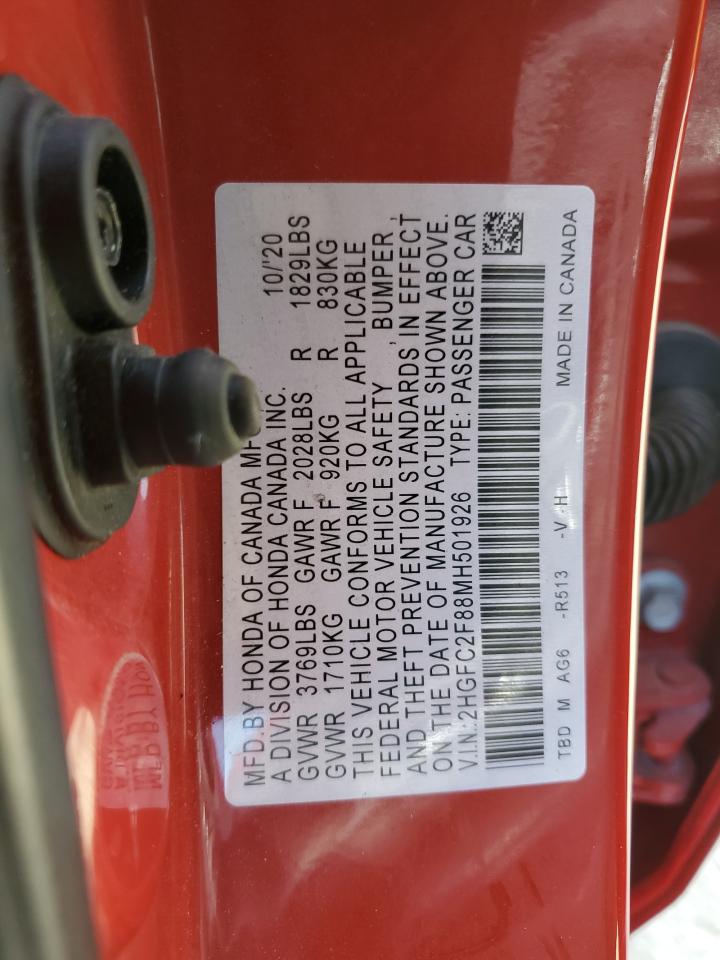 MFD.BY HONDA OF CANADA MFG 10/'20
A DIVISION OF HONDA CANADA INC.
GVWR 3769LBS GAWR F 2028LBS R 1829LBS
GVWR 1710KG GAWR F 920KG R 830KG
THIS VEHICLE CONFORMS TO ALL APPLICABLE
FEDERAL MOTOR VEHICLE SAFETY , BUMPER ,
AND THEFT PREVENTION STANDARDS IN EFFECT
ON THE DATE OF MANUFACTURE SHOWN ABOVE.
V.I.N.:2HGFC2F88MH501926 TYPE: PASSENGER CAR
TBD M AG6 -R513 -V -H MADE IN CANADA